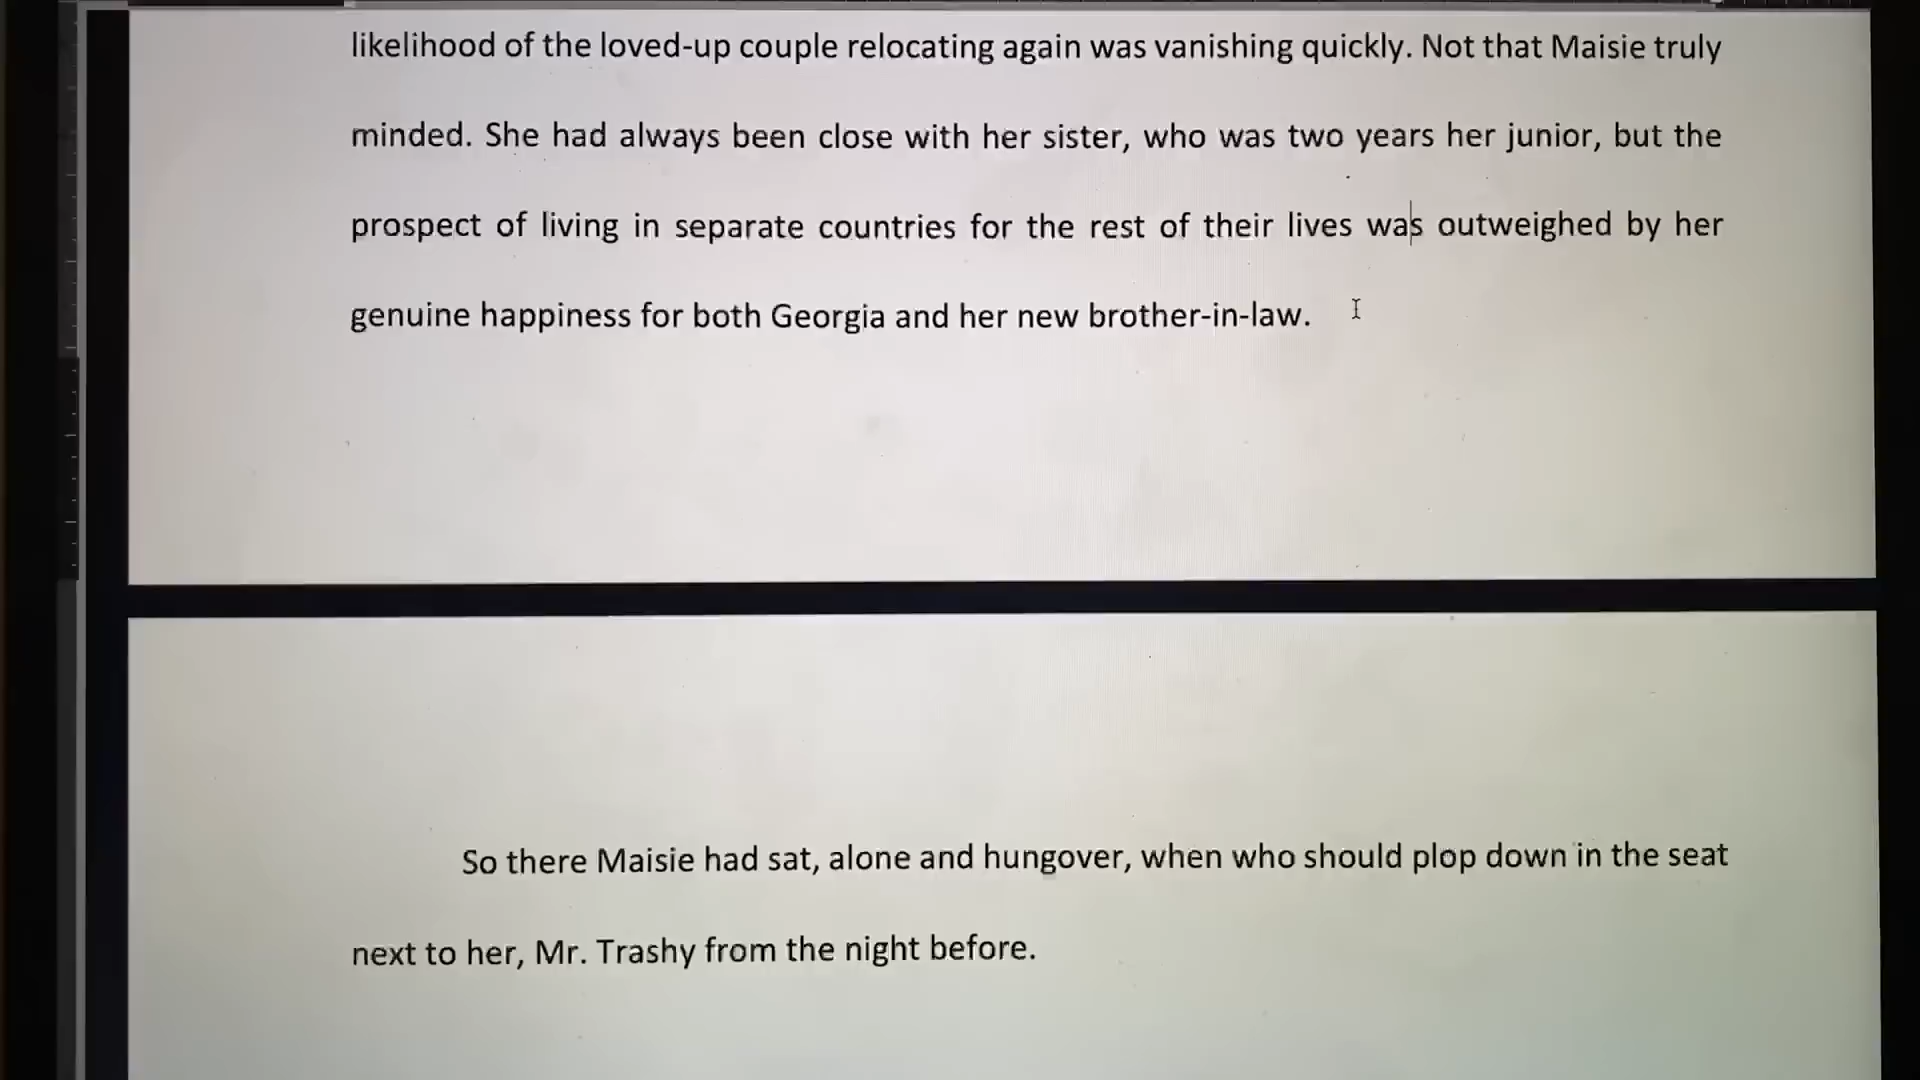 likelihood of the loved-up couple relocating again was vanishing quickly. Not that Maisie truly
minded. She had always been close with her sister, who was two years her junior, but the
prospect of living in separate countries for the rest of their lives was outweighed by her
genuine happiness for both Georgia and her new brother-in-law.
So there Maisie had sat, alone and hungover, when who should plop down in the seat
next to her, Mr. Trashy from the night before.